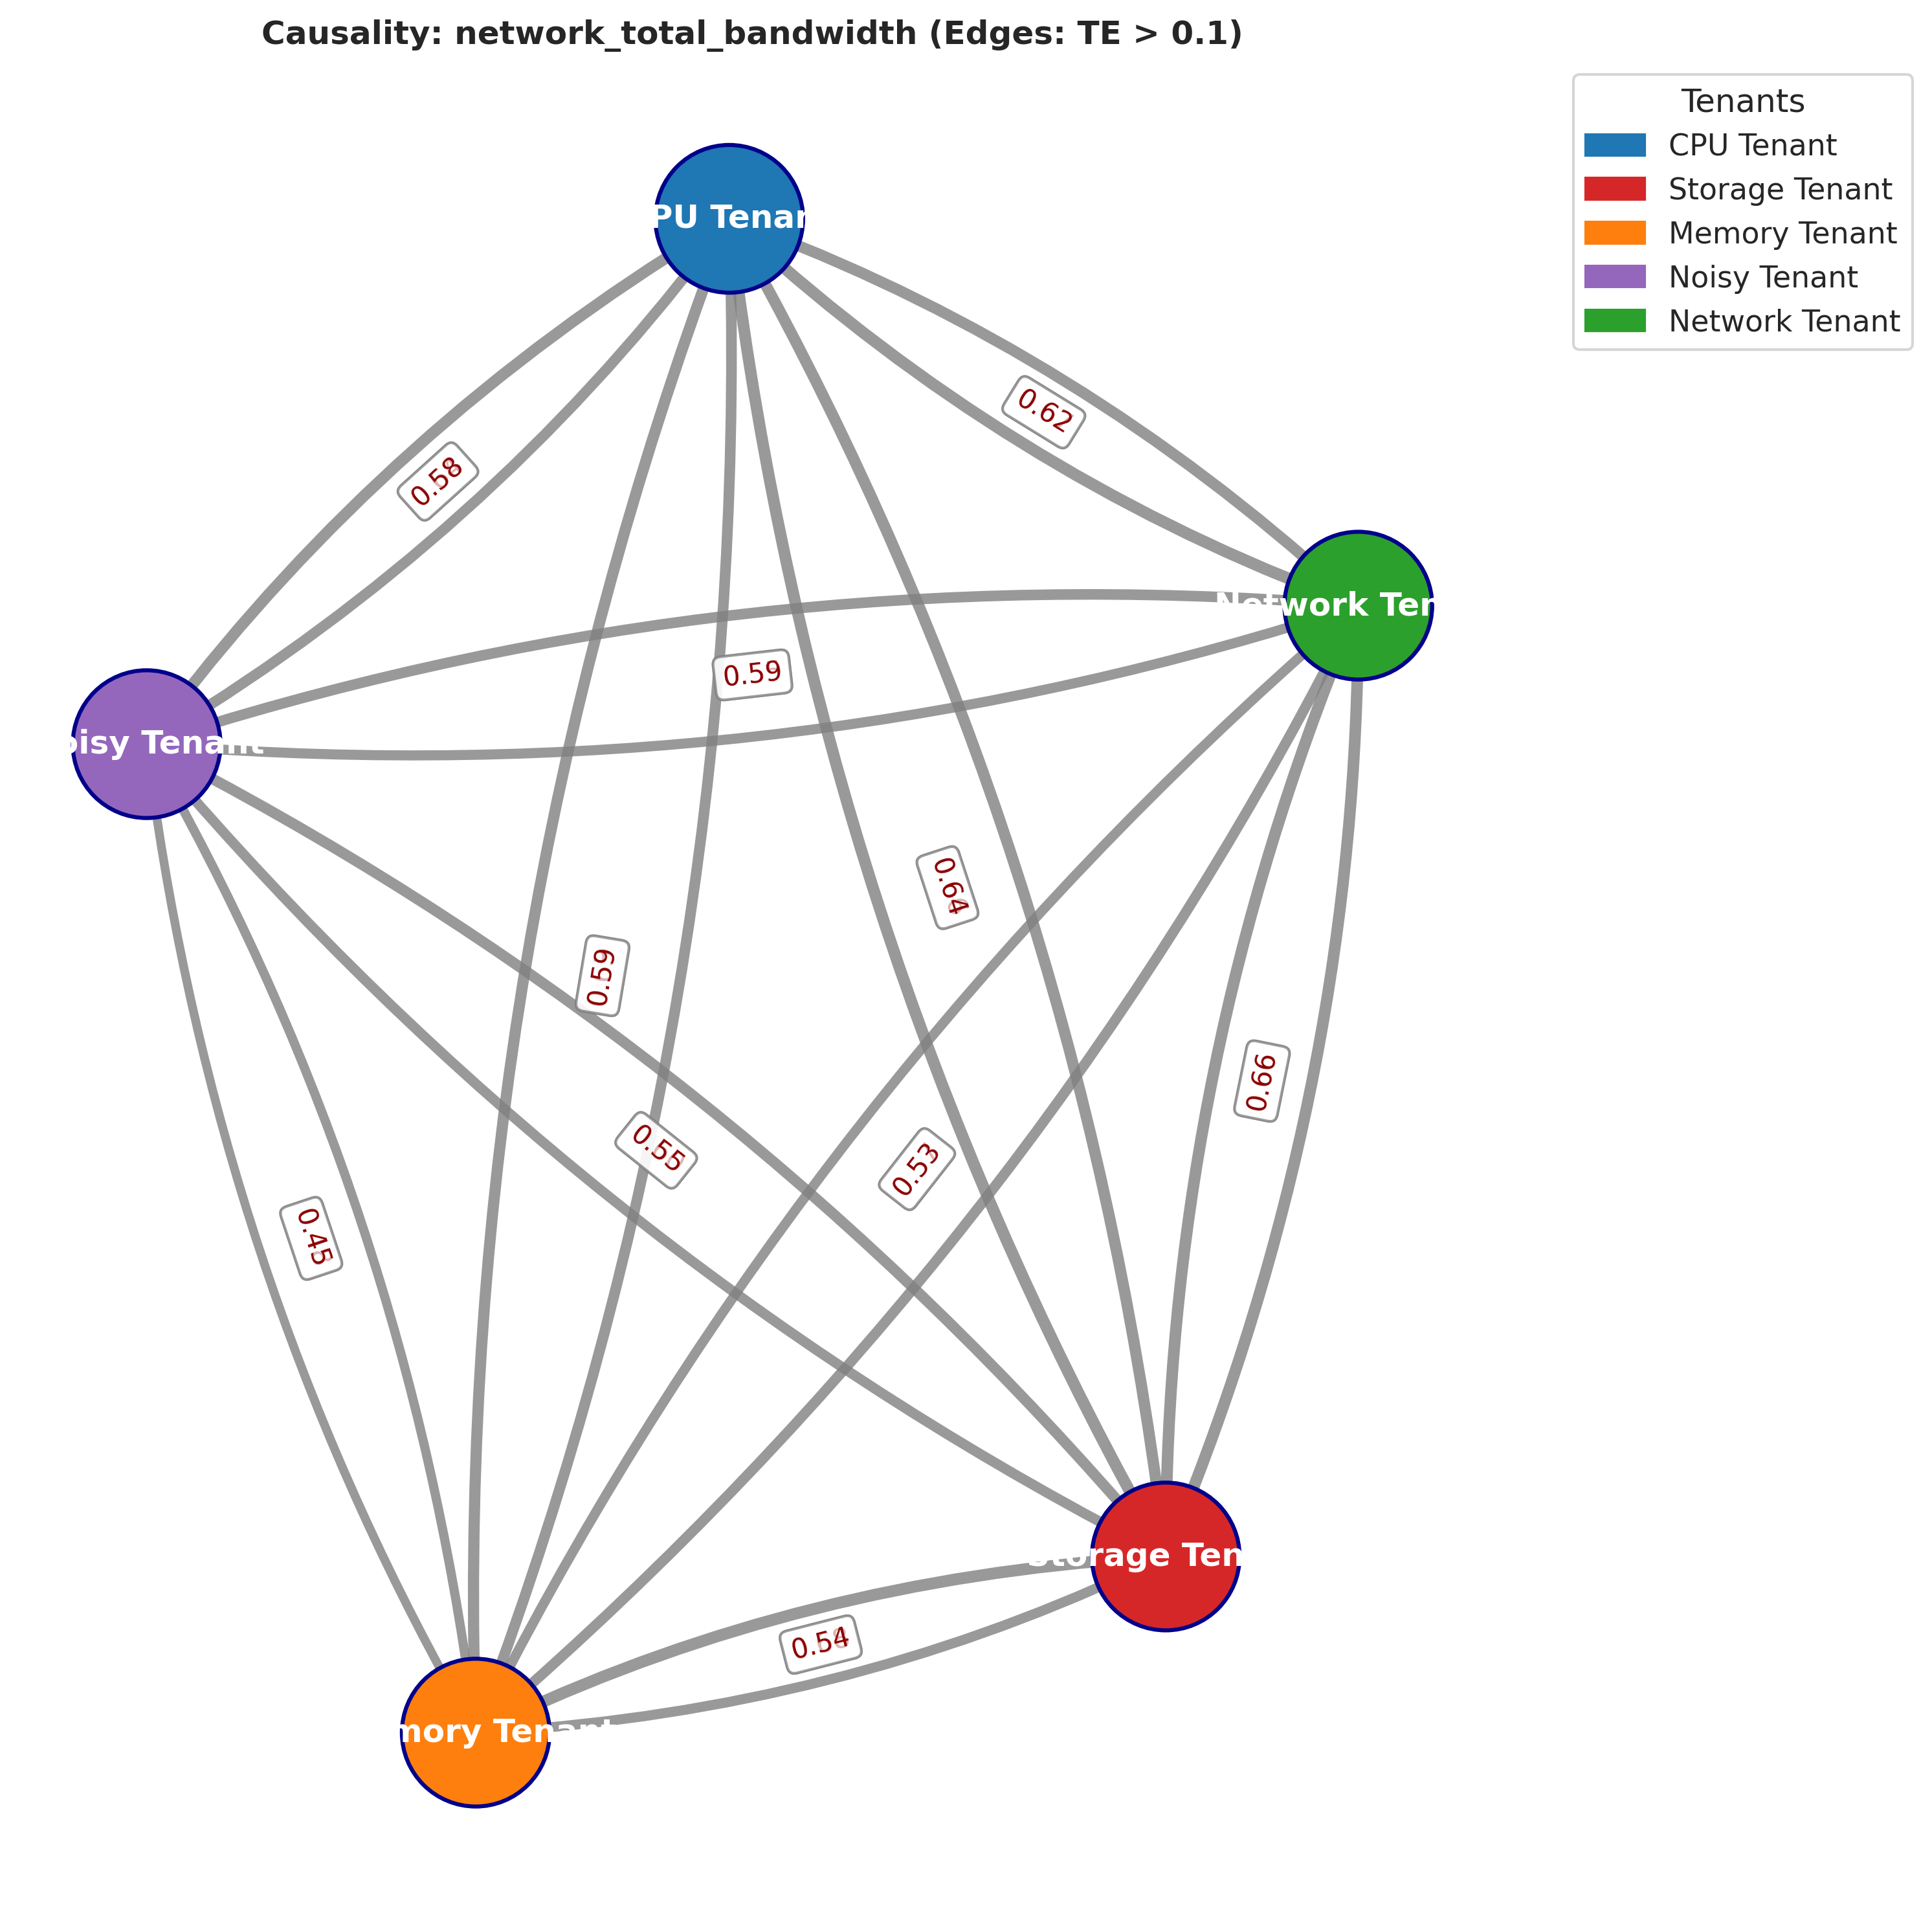 Causality: network_total_bandwidth (Edges: TE > 0.1)
Tenants
CPU Tenant
Storage Tenant
Memory Tenant
Noisy Tenant
Network Tenant
PU Tenan
0.62
0.58
Network Ten
0.59
oisy Tenant
0.64
0.59
0.66
0.55
0.53
0.45
Storage Ten
0.54
mory Tenant